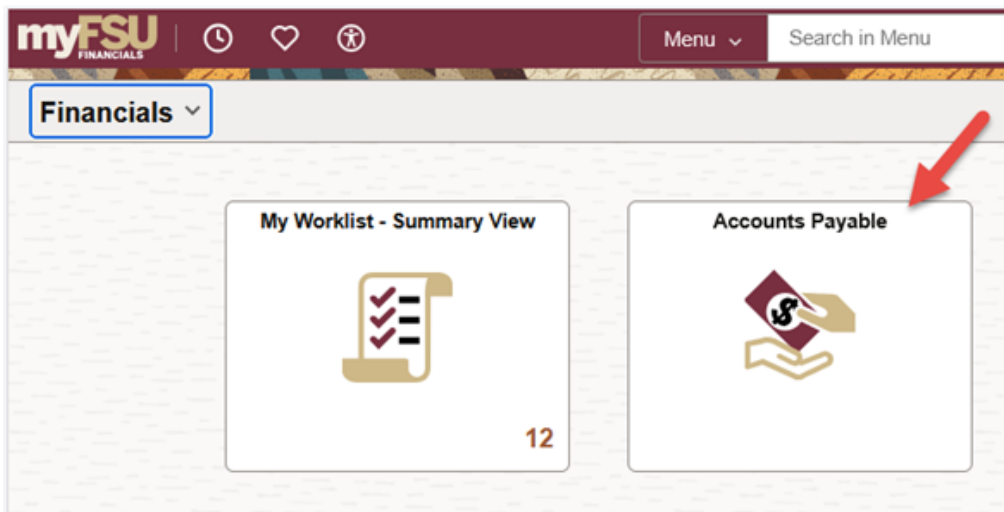 myFSU
FINANCIALS
Menu
Search in Menu
Financials
My Worklist - Summary View
Accounts Payable
$
12